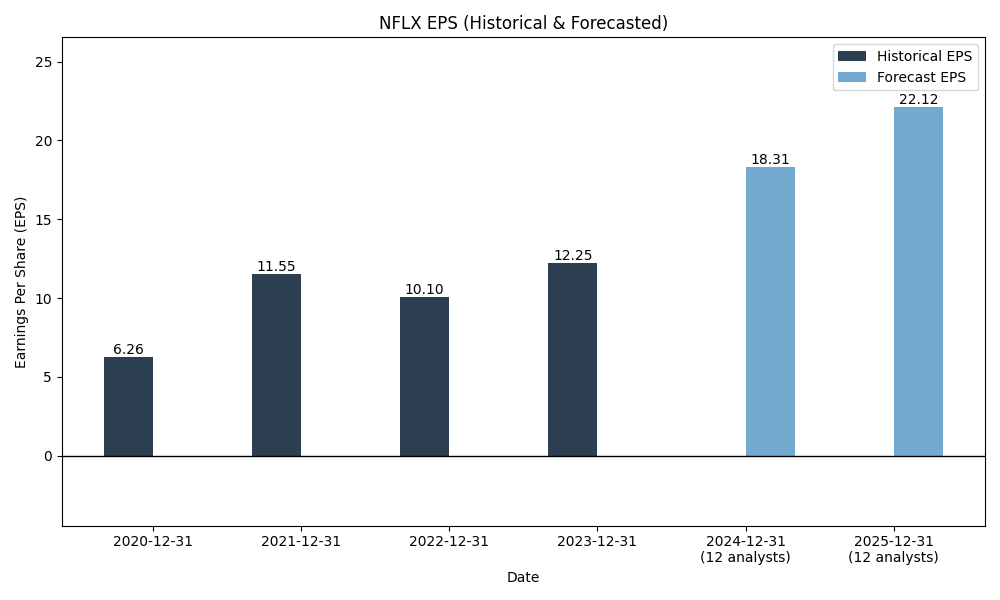 NFLX EPS (Historical & Forecasted)
Historical EPS
Forecast EPS
25
20
15
10
5
0
Earnings Per Share (EPS)
6.26
11.55
10.10
12.25
18.31
22.12
2020-12-31
2021-12-31
2022-12-31
2023-12-31
2024-12-31
(12 analysts)
2025-12-31
(12 analysts)
Date